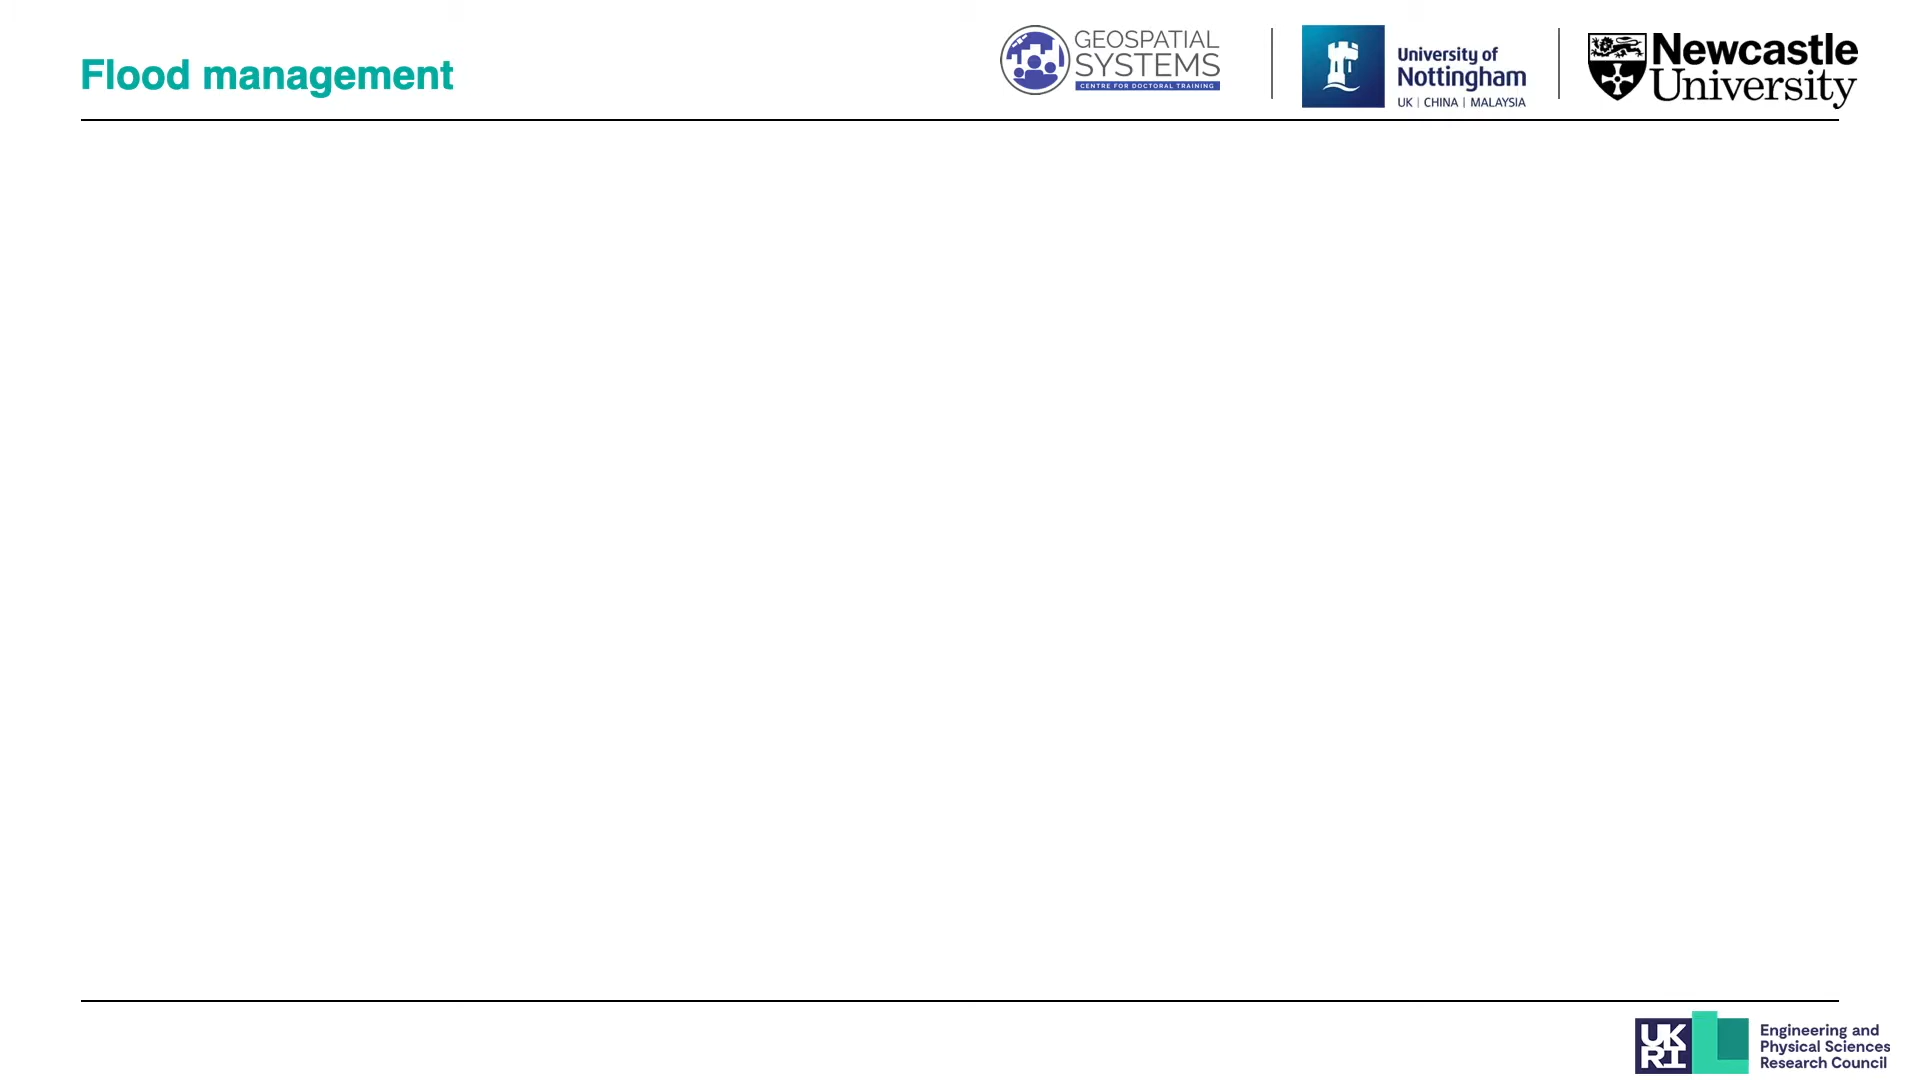 Flood management
GEOSPATIAL
SYSTEMS
CENTRE FOR DOCTORAL TRAINING
University of
Nottingham
UK | CHINA | MALAYSIA
Newcastle
University
UK
RI
Engineering and
Physical Sciences
Research Council